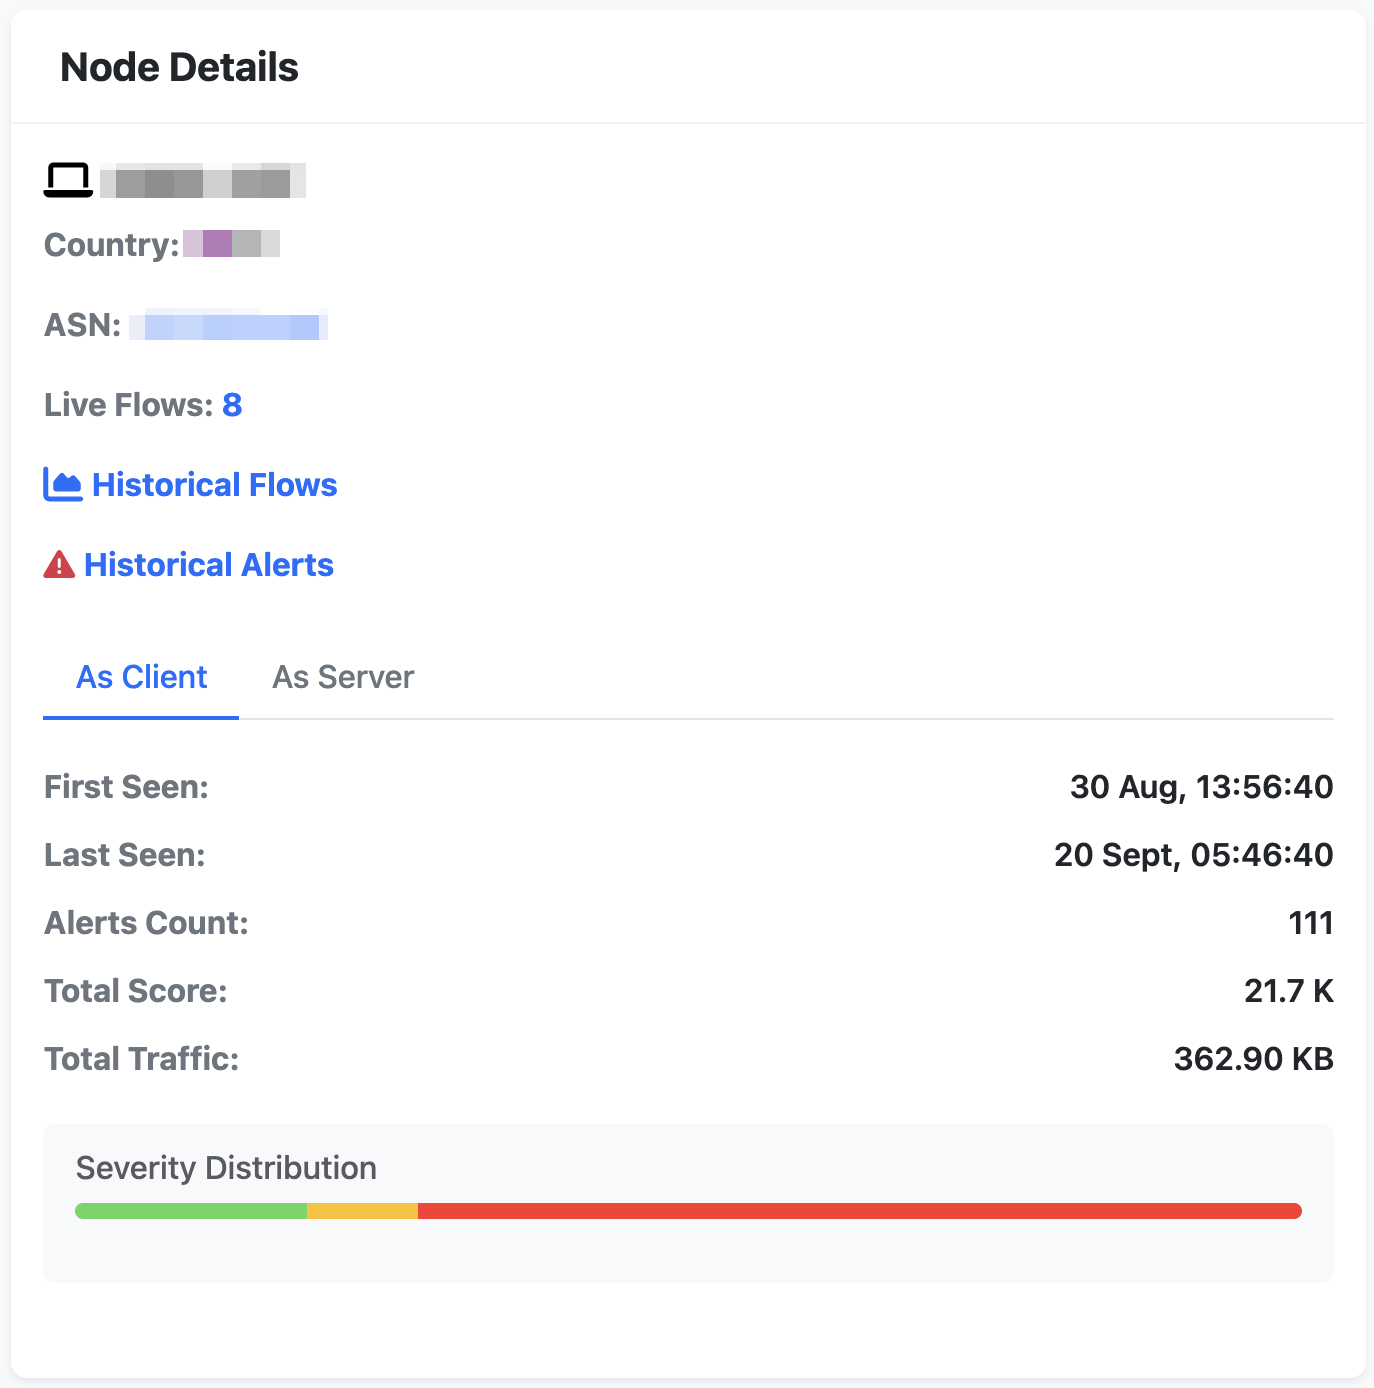 Node Details
Country:
ASN:
Live Flows: 8
Historical Flows
Historical Alerts
As Client As Server
First Seen: 30 Aug, 13:56:40
Last Seen: 20 Sept, 05:46:40
Alerts Count: 111
Total Score: 21.7 K
Total Traffic: 362.90 KB
Severity Distribution